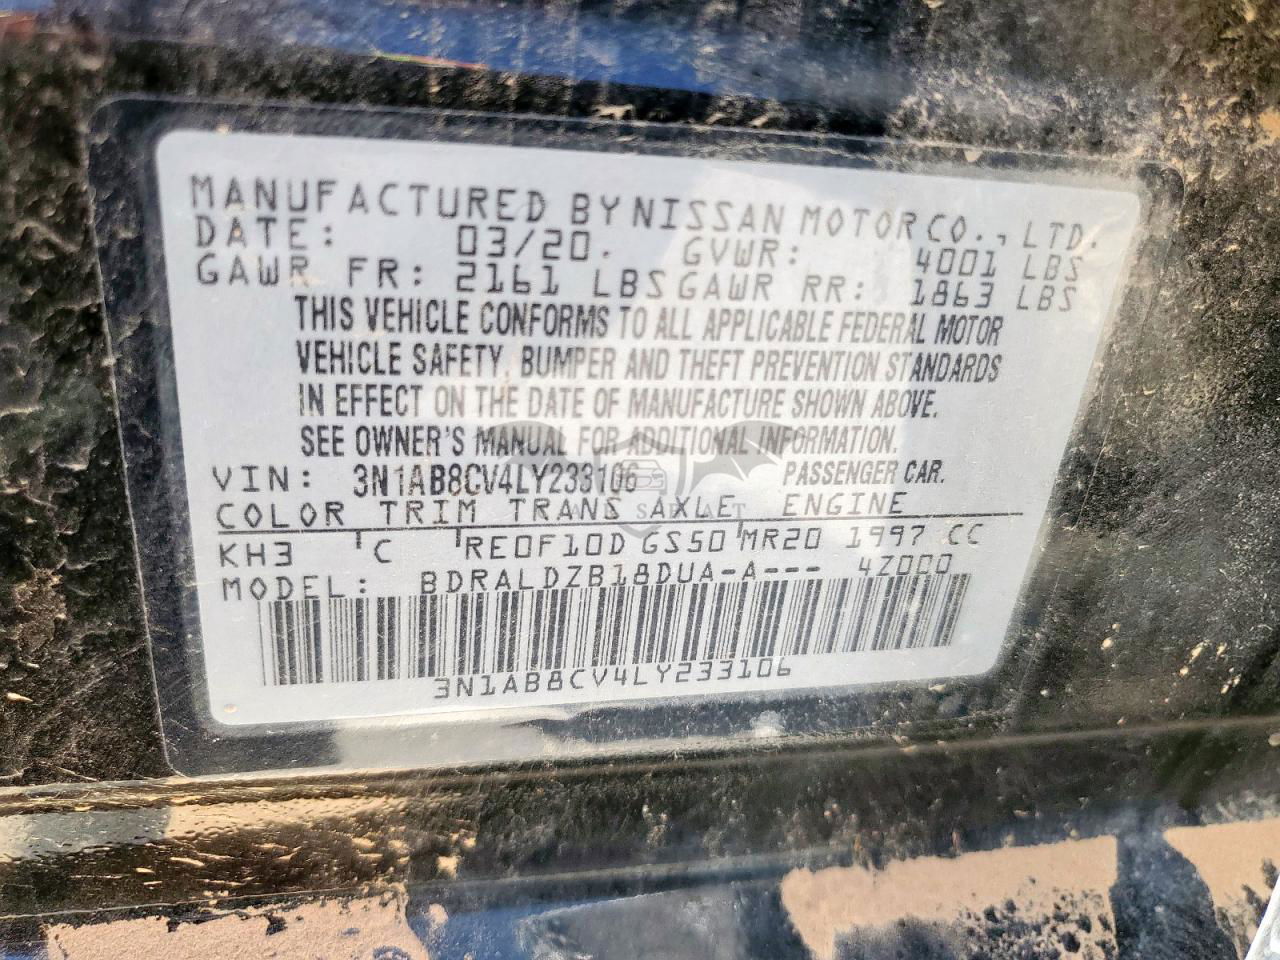 MANUFACTURED BY NISSAN MOTOR CO., LTD.
DATE: 03/20. GVWR: 4001 LBS
GAWR FR: 2161 LBS GAWR RR: 1863 LBS
THIS VEHICLE CONFORMS TO ALL APPLICABLE FEDERAL MOTOR
VEHICLE SAFETY, BUMPER AND THEFT PREVENTION STANDARDS
IN EFFECT ON THE DATE OF MANUFACTURE SHOWN ABOVE.
SEE OWNER'S MANUAL FOR ADDITIONAL INFORMATION.
VIN: 3N1AB8CV4LY233106 PASSENGER CAR.
COLOR TRIM TRANS AXLE ENGINE
KH3 C RE0F10D GS50 MR20 1997 CC
MODEL: BDRALDZB18DUA-A--- 4Z000
3N1AB8CV4LY233106